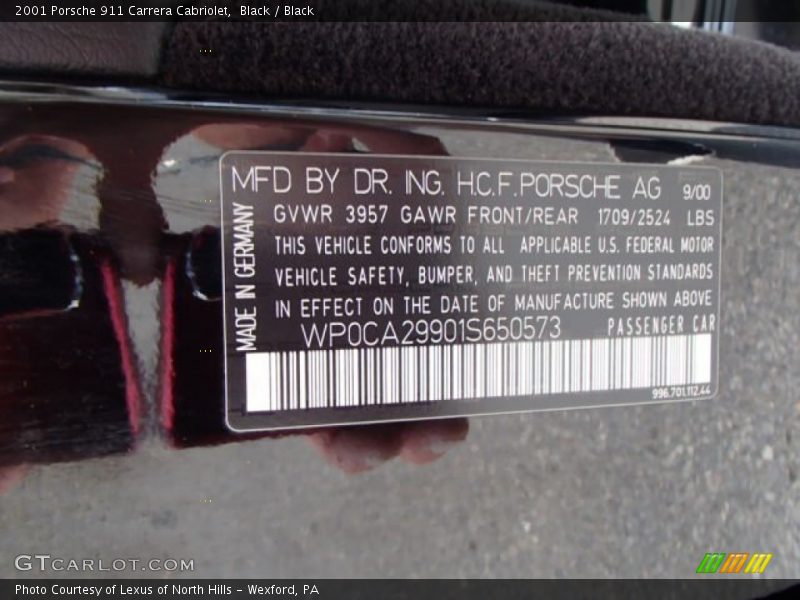 2001 Porsche 911 Carrera Cabriolet, Black / Black
MFD BY DR. ING. H.C.F. PORSCHE AG 9/00
GVWR 3957 GAWR FRONT/REAR 1709/2524 LBS
THIS VEHICLE CONFORMS TO ALL APPLICABLE U.S. FEDERAL MOTOR
VEHICLE SAFETY, BUMPER, AND THEFT PREVENTION STANDARDS
IN EFFECT ON THE DATE OF MANUFACTURE SHOWN ABOVE
WP0CA29901S650573 PASSENGER CAR
MADE IN GERMANY
996.701.112.44
GTCARLOT.COM
Photo Courtesy of Lexus of North Hills - Wexford, PA